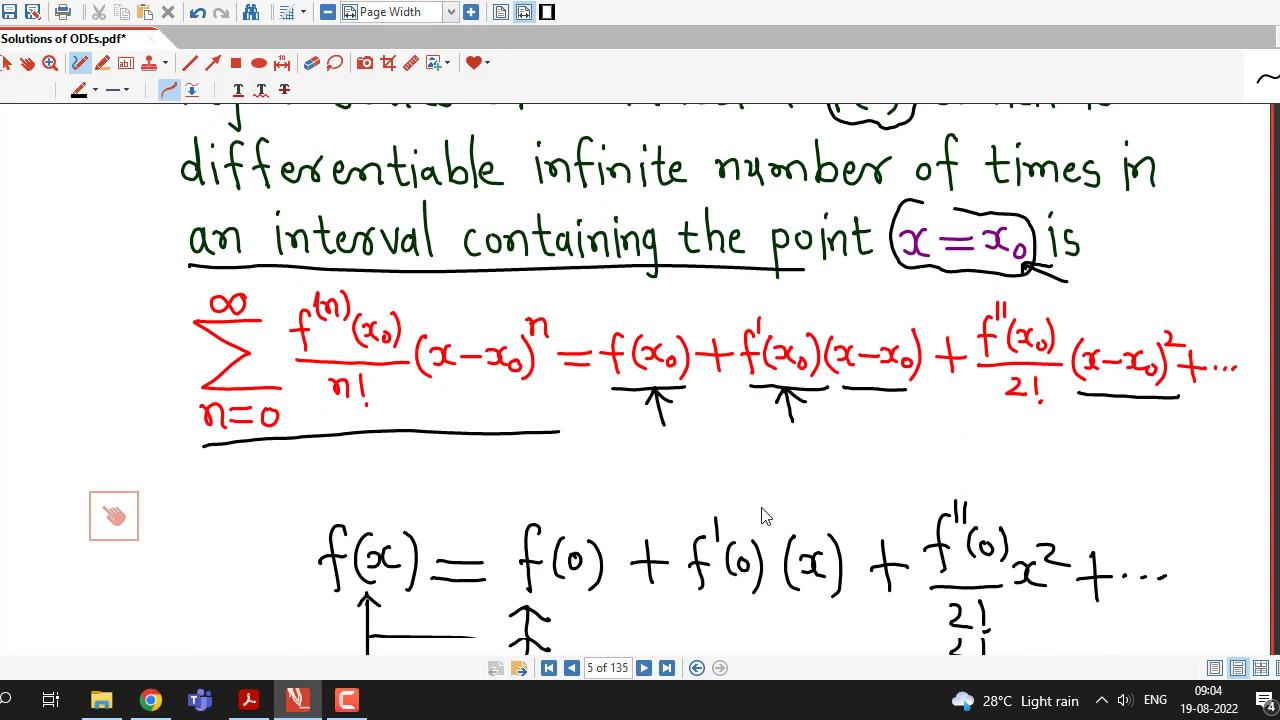 Page Width
Solutions of ODEs.pdf*
differentiable infinite number of times in
an interval containing the point x = x₀ is
∞
∑ f⁽ⁿ⁾(x₀)/n! (x−x₀)ⁿ = f(x₀) + f'(x₀)(x−x₀) + f''(x₀)/2! (x−x₀)² + ...
n=0
f(x) = f(0) + f'(0)(x) + f''(0)/2! x² + ...
5 of 135
28°C Light rain
ENG
09:04
19-08-2022
4